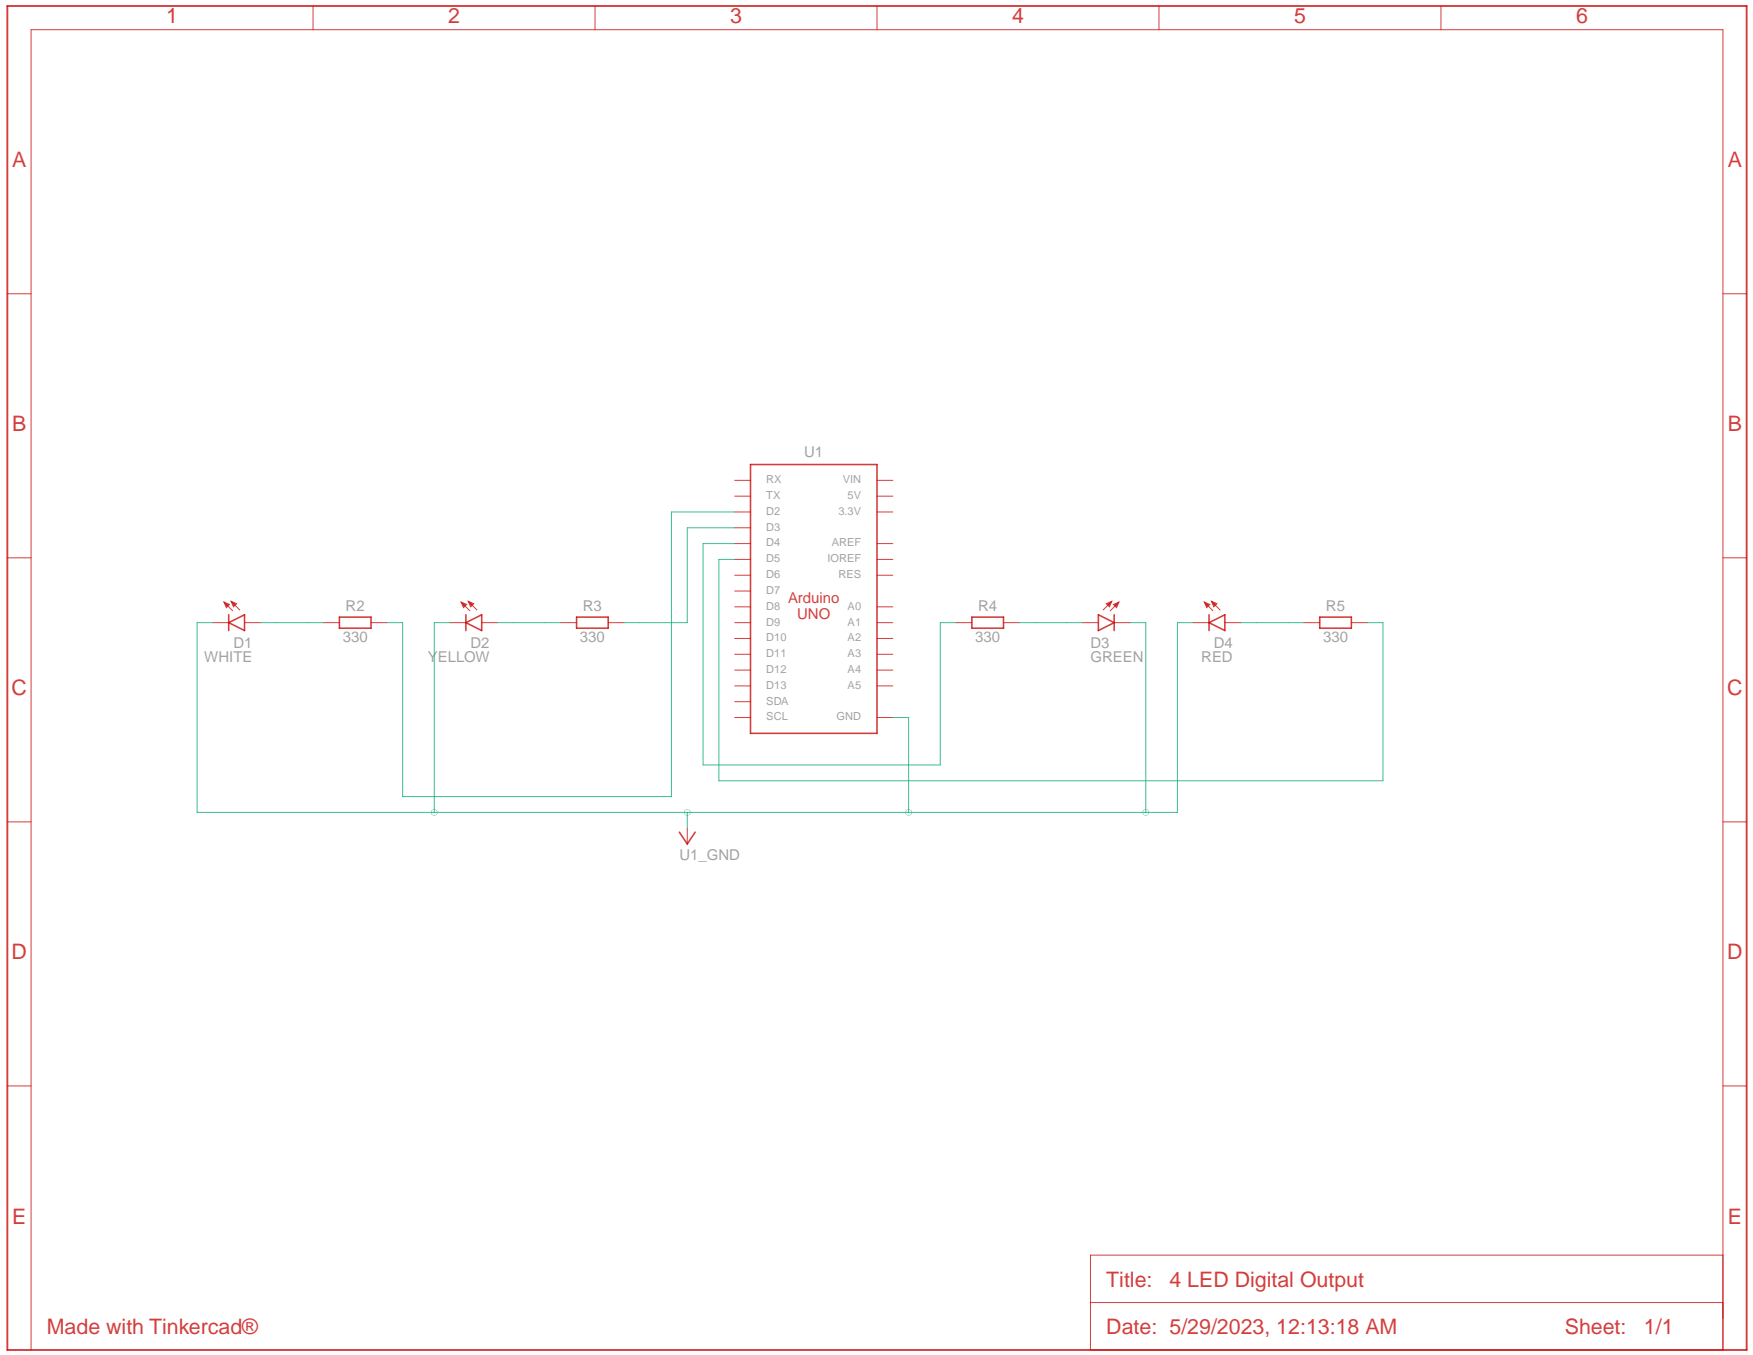 1 2 3 4 5 6
A A
B B
U1
RX VIN
TX 5V
D2 3.3V
D3
D4 AREF
D5 IOREF
D6 RES
D7
Arduino
UNO
D8 A0
D9 A1
D10 A2
D11 A3
D12 A4
D13 A5
SDA
SCL GND
R2 R3 R4 R5
330 330 330 330
D1 D2 D3 D4
WHITE YELLOW GREEN RED
C C
U1_GND
D D
E E
Title: 4 LED Digital Output
Made with Tinkercad®
Date: 5/29/2023, 12:13:18 AM Sheet: 1/1